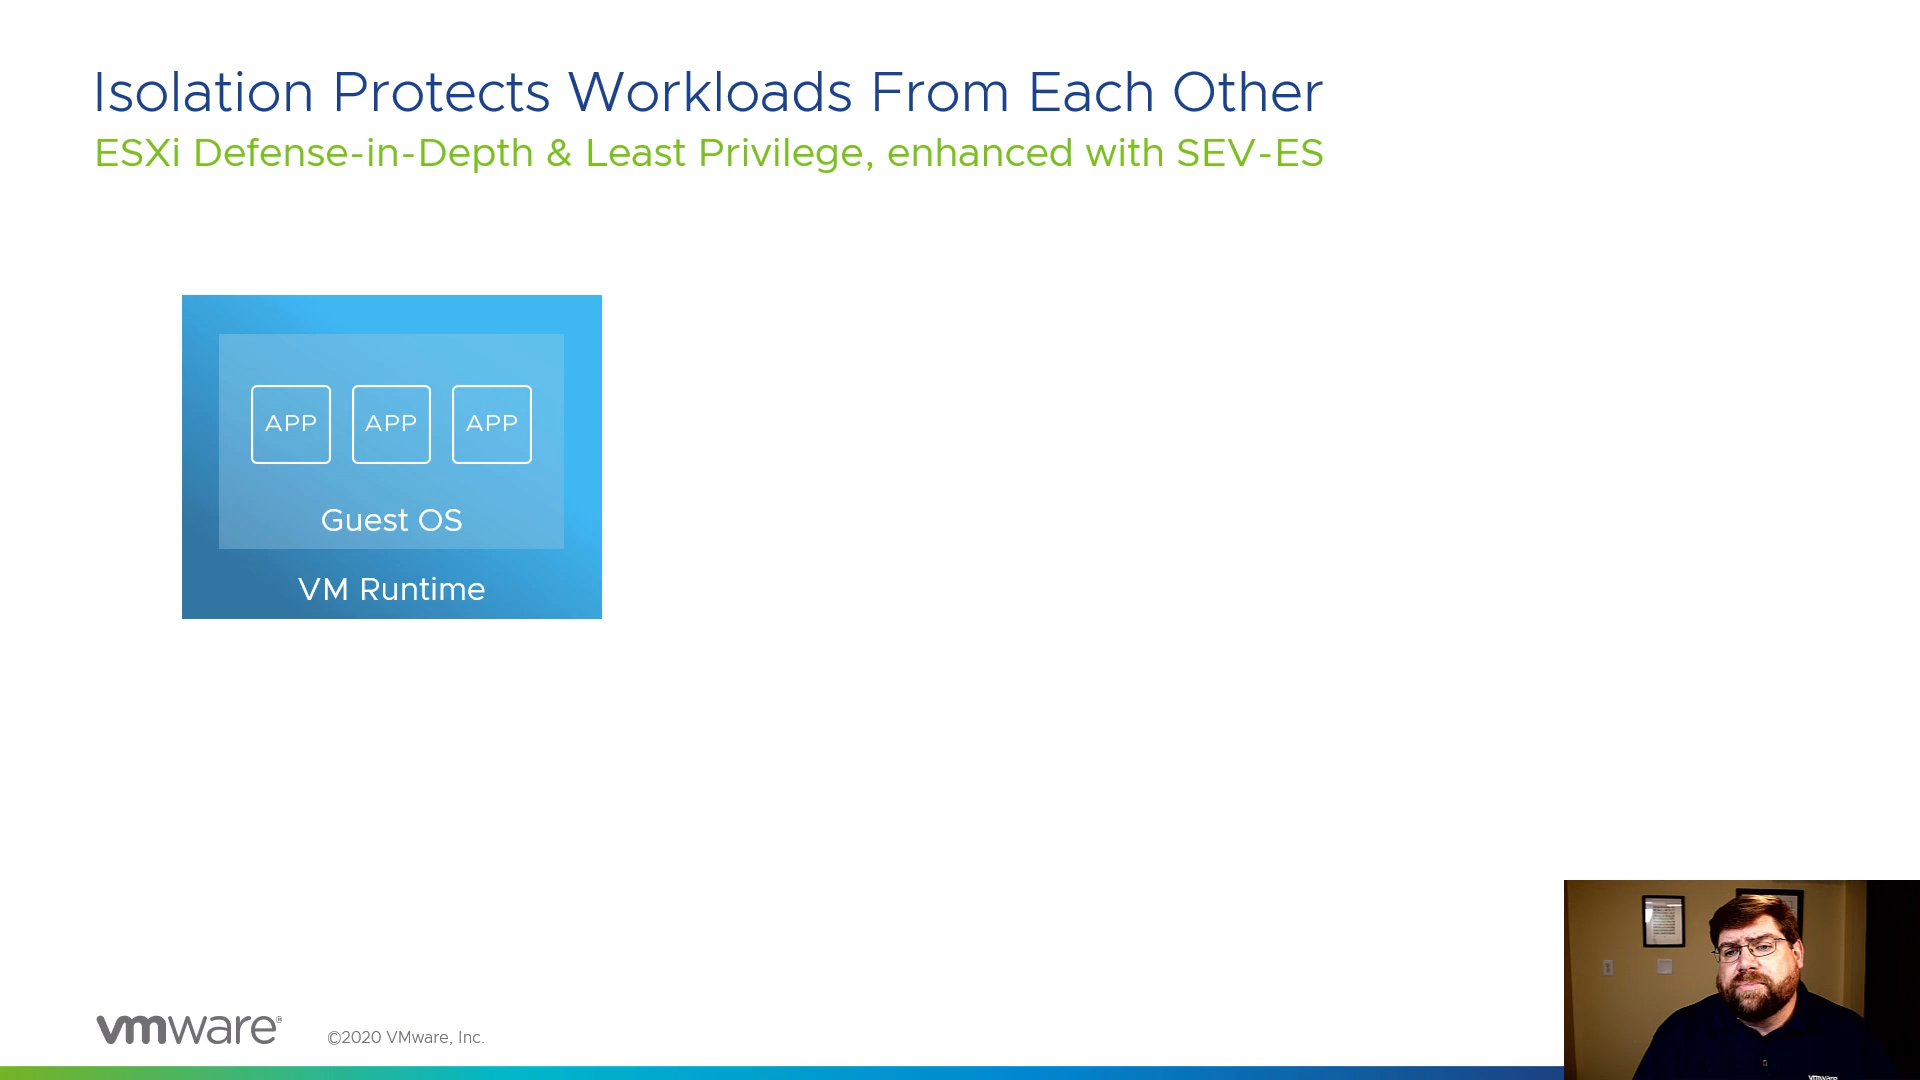 Isolation Protects Workloads From Each Other
ESXi Defense-in-Depth & Least Privilege, enhanced with SEV-ES
APP APP APP
Guest OS
VM Runtime
vmware®
©2020 VMware, Inc.
vmware